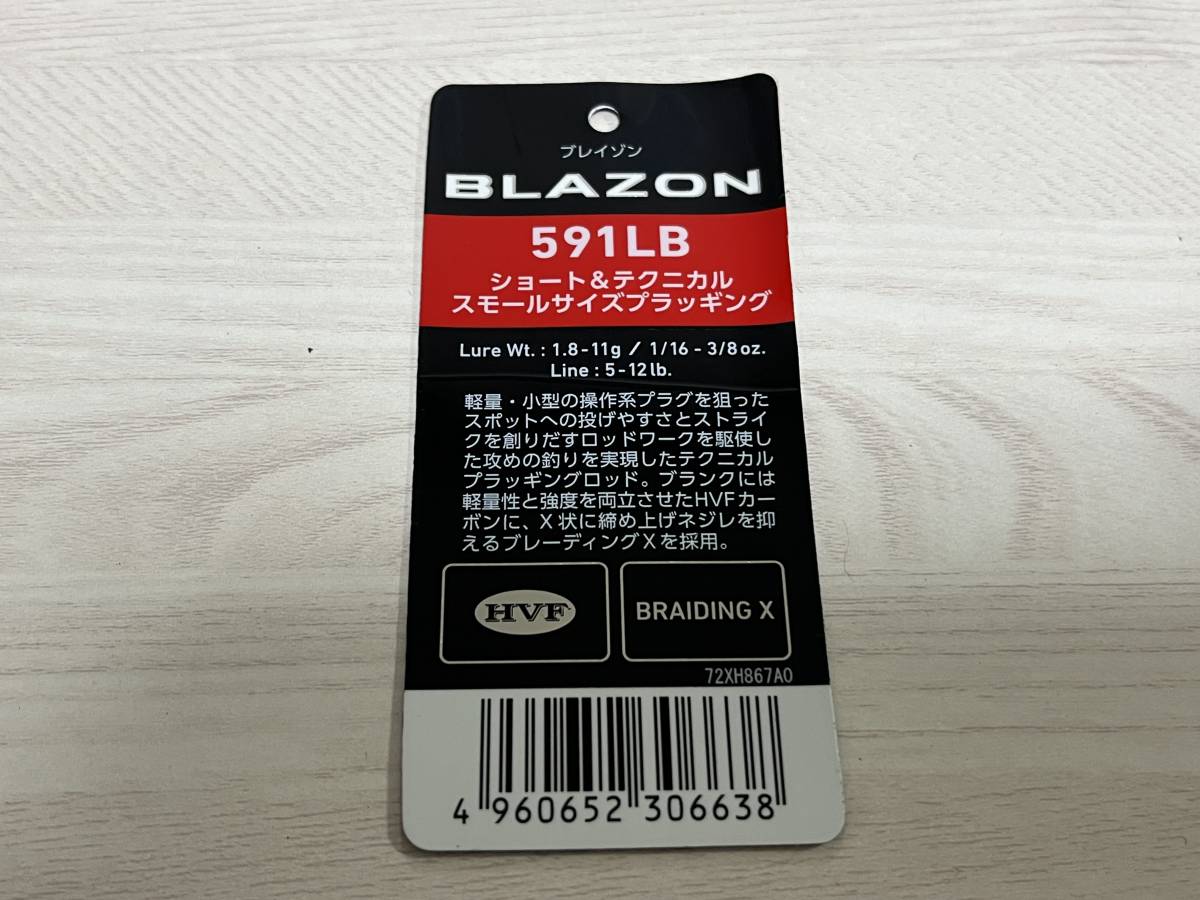 ブレイゾン
BLAZON
591LB
ショート&テクニカル
スモールサイズプラッギング
Lure Wt. : 1.8-11g / 1/16 - 3/8oz.
Line : 5-12lb.
軽量・小型の操作系プラグを狙った
スポットへの投げやすさとストライ
クを創りだすロッドワークを駆使し
た攻めの釣りを実現したテクニカル
プラッギングロッド。ブランクには
軽量性と強度を両立させたHVFカー
ボンに、X状に締め上げネジレを抑
えるブレーディングXを採用。
HVF
BRAIDING X
72XH867A0
4 960652 306638